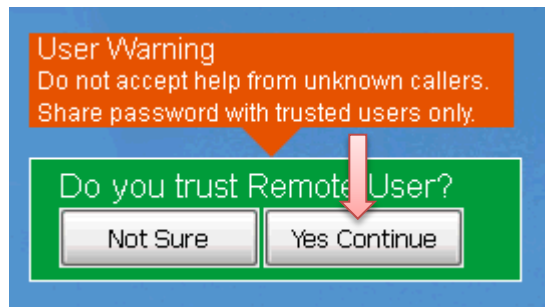 User Warning
Do not accept help from unknown callers.
Share password with trusted users only.
Do you trust Remote User?
Not Sure
Yes Continue